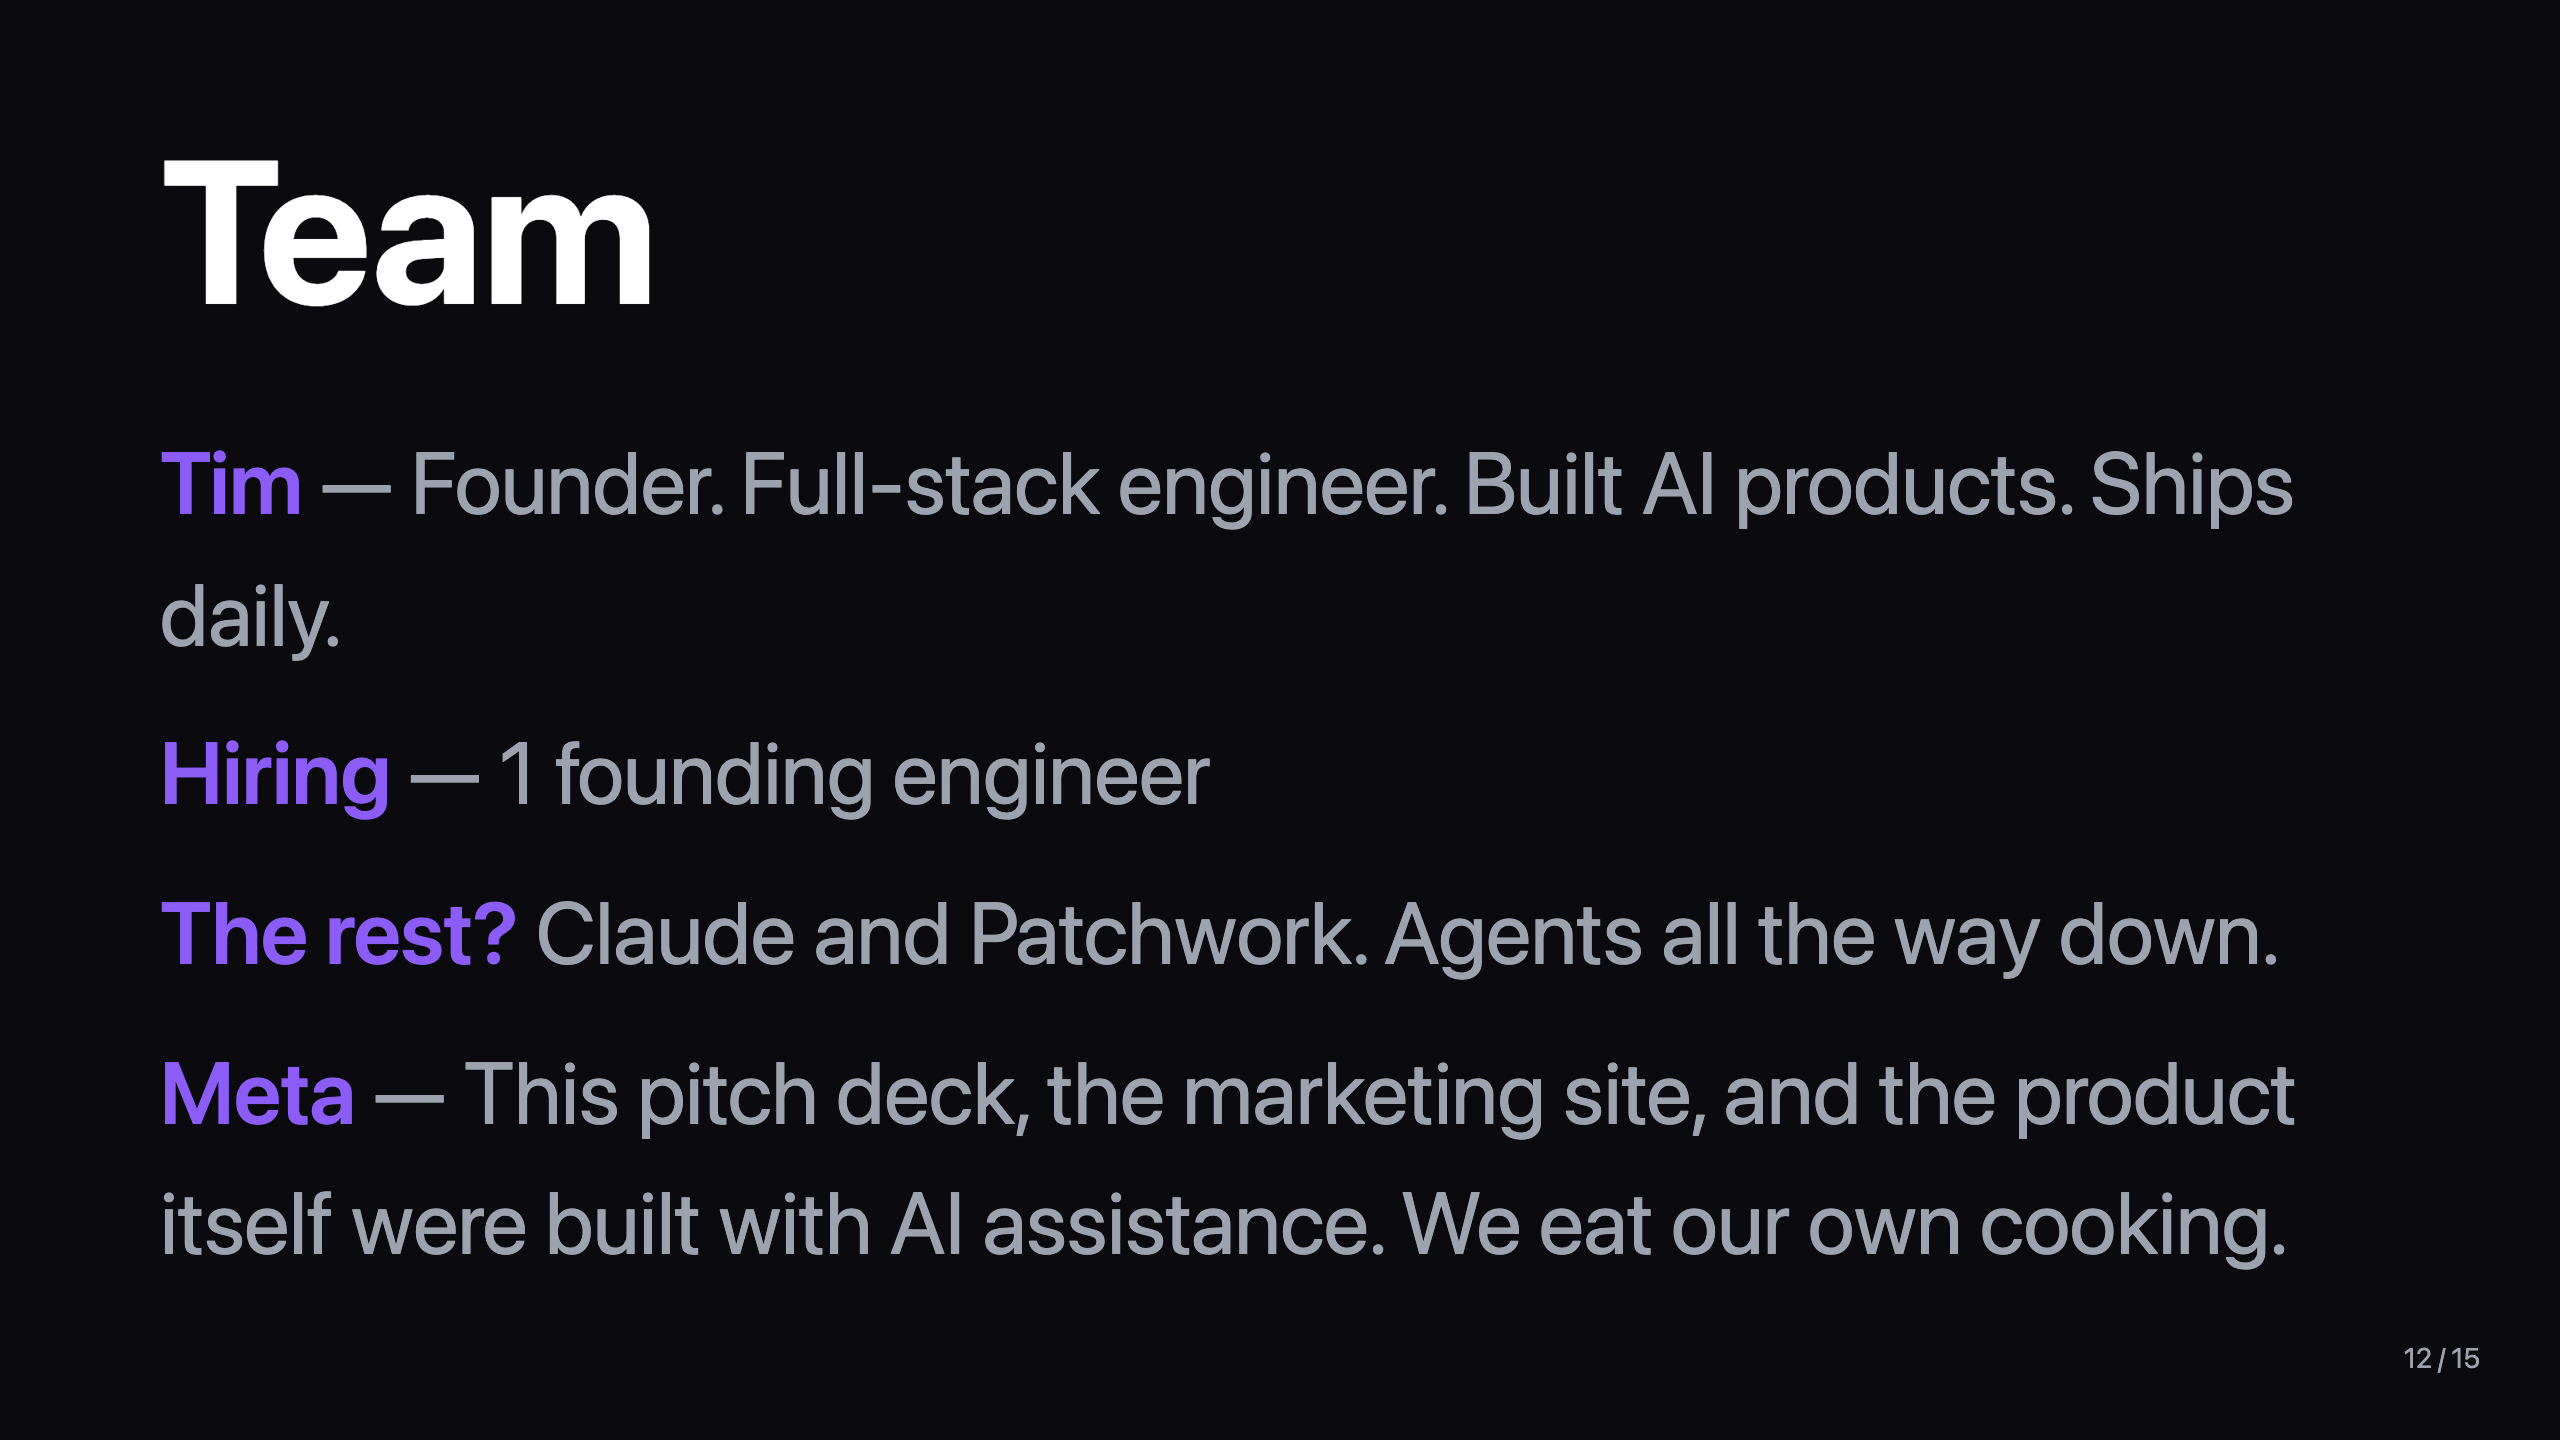 Team
Tim — Founder. Full-stack engineer. Built AI products. Ships
daily.
Hiring — 1 founding engineer
The rest? Claude and Patchwork. Agents all the way down.
Meta — This pitch deck, the marketing site, and the product
itself were built with AI assistance. We eat our own cooking.
12 / 15